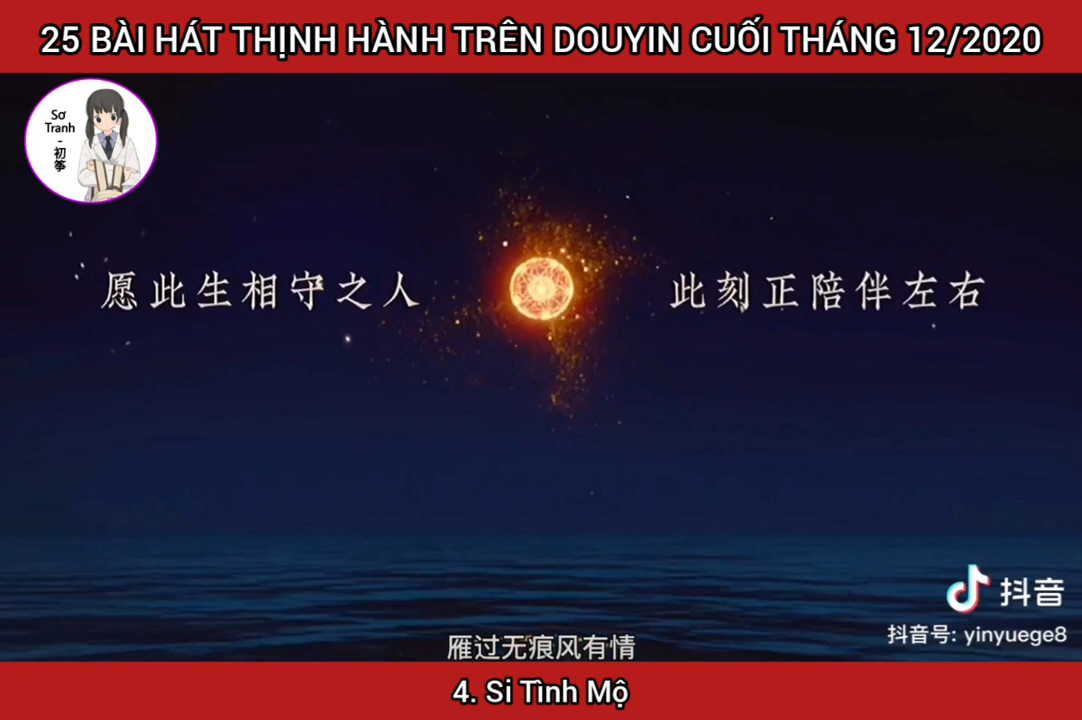 25 BÀI HÁT THỊNH HÀNH TRÊN DOUYIN CUỐI THÁNG 12/2020
Sơ
Tranh
-
初
筝
愿此生相守之人 此刻正陪伴左右
抖音
抖音号: yinyuege8
雁过无痕风有情
4. Si Tình Mộ